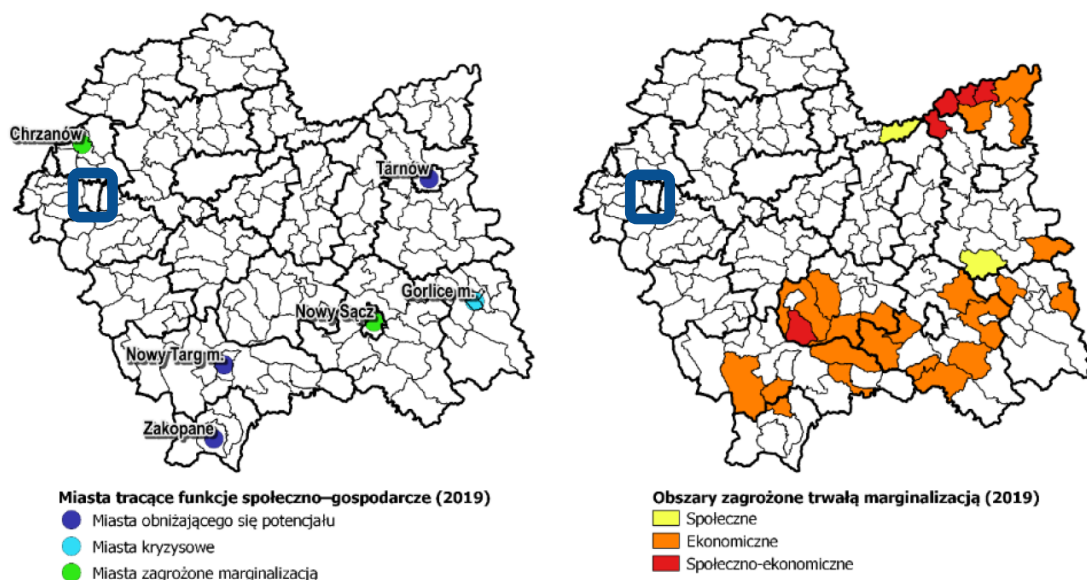 Chrzanów
Tarnów
Gorlice m.
Nowy Sącz
Nowy Targ m.
Zakopane
Miasta tracące funkcje społeczno–gospodarcze (2019)
Miasta obniżającego się potencjału
Miasta kryzysowe
Miasta zagrożone marginalizacją
Obszary zagrożone trwałą marginalizacją (2019)
Społeczne
Ekonomiczne
Społeczno-ekonomiczne